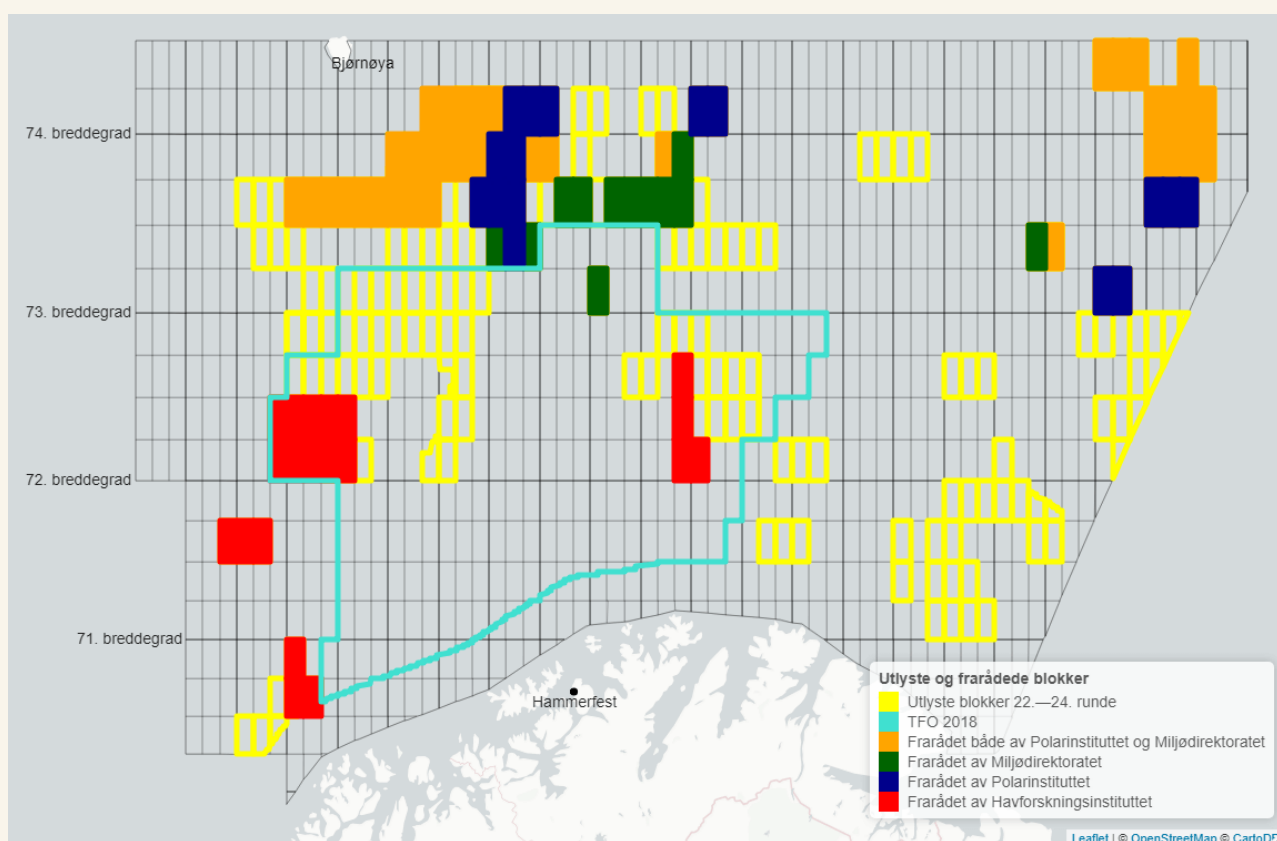 Bjørnøya
74. breddegrad
73. breddegrad
72. breddegrad
71. breddegrad
Hammerfest
Utlyste og frarådede blokker
Utlyste blokker 22.—24. runde
TFO 2018
Frarådet både av Polarinstituttet og Miljødirektoratet
Frarådet av Miljødirektoratet
Frarådet av Polarinstituttet
Frarådet av Havforskningsinstituttet
Leaflet | © OpenStreetMap © CartoDB